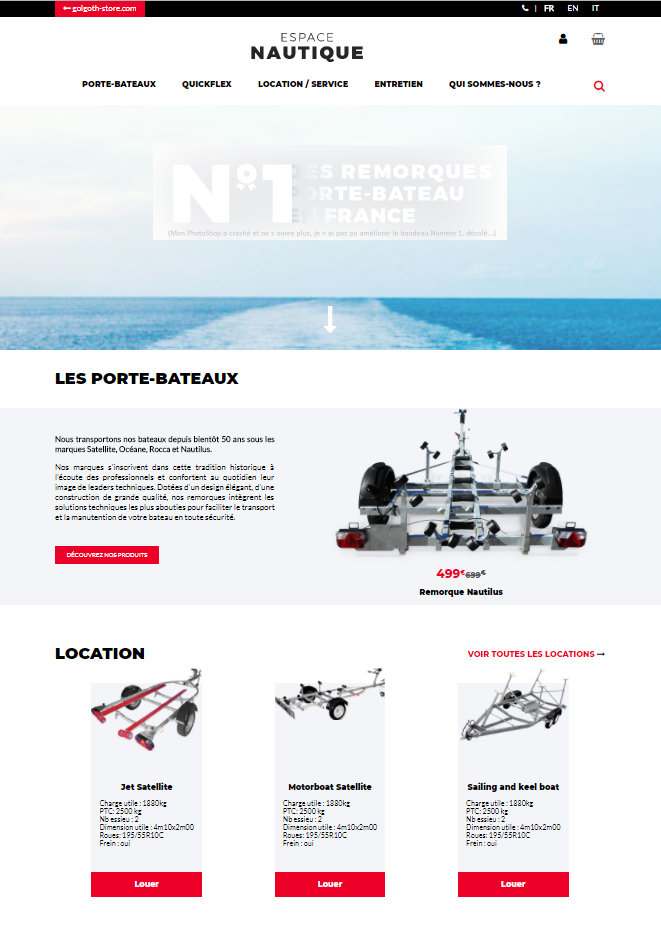 golgoth-store.com
| FR EN IT
ESPACE
NAUTIQUE
PORTE-BATEAUX QUICKFLEX LOCATION / SERVICE ENTRETIEN QUI SOMMES-NOUS ?
N°1
DES REMORQUES
PORTE-BATEAU
EN FRANCE
(Mon PhotoShop a crashé et ne s ouvre plus, je n ai pas pu améliorer le bandeau Numéro 1, désolé...)
LES PORTE-BATEAUX
Nous transportons nos bateaux depuis bientôt 50 ans sous les
marques Satellite, Océane, Rocca et Nautilus.
Nos marques s'inscrivent dans cette tradition historique à
l'écoute des professionnels et confortent au quotidien leur
image de leaders techniques. Dotées d'un design élégant, d'une
construction de grande qualité, nos remorques intègrent les
solutions techniques les plus abouties pour faciliter le transport
et la manutention de votre bateau en toute sécurité.
DÉCOUVREZ NOS PRODUITS
499€ 699€
Remorque Nautilus
LOCATION
VOIR TOUTES LES LOCATIONS
Jet Satellite
Charge utile : 1880kg
PTC: 2500 kg
Nb essieu : 2
Dimension utile : 4m10x2m00
Roues: 195/55R10C
Frein : oui
Louer
Motorboat Satellite
Charge utile : 1880kg
PTC: 2500 kg
Nb essieu : 2
Dimension utile : 4m10x2m00
Roues: 195/55R10C
Frein : oui
Louer
Sailing and keel boat
Charge utile : 1880kg
PTC: 2500 kg
Nb essieu : 2
Dimension utile : 4m10x2m00
Roues: 195/55R10C
Frein : oui
Louer